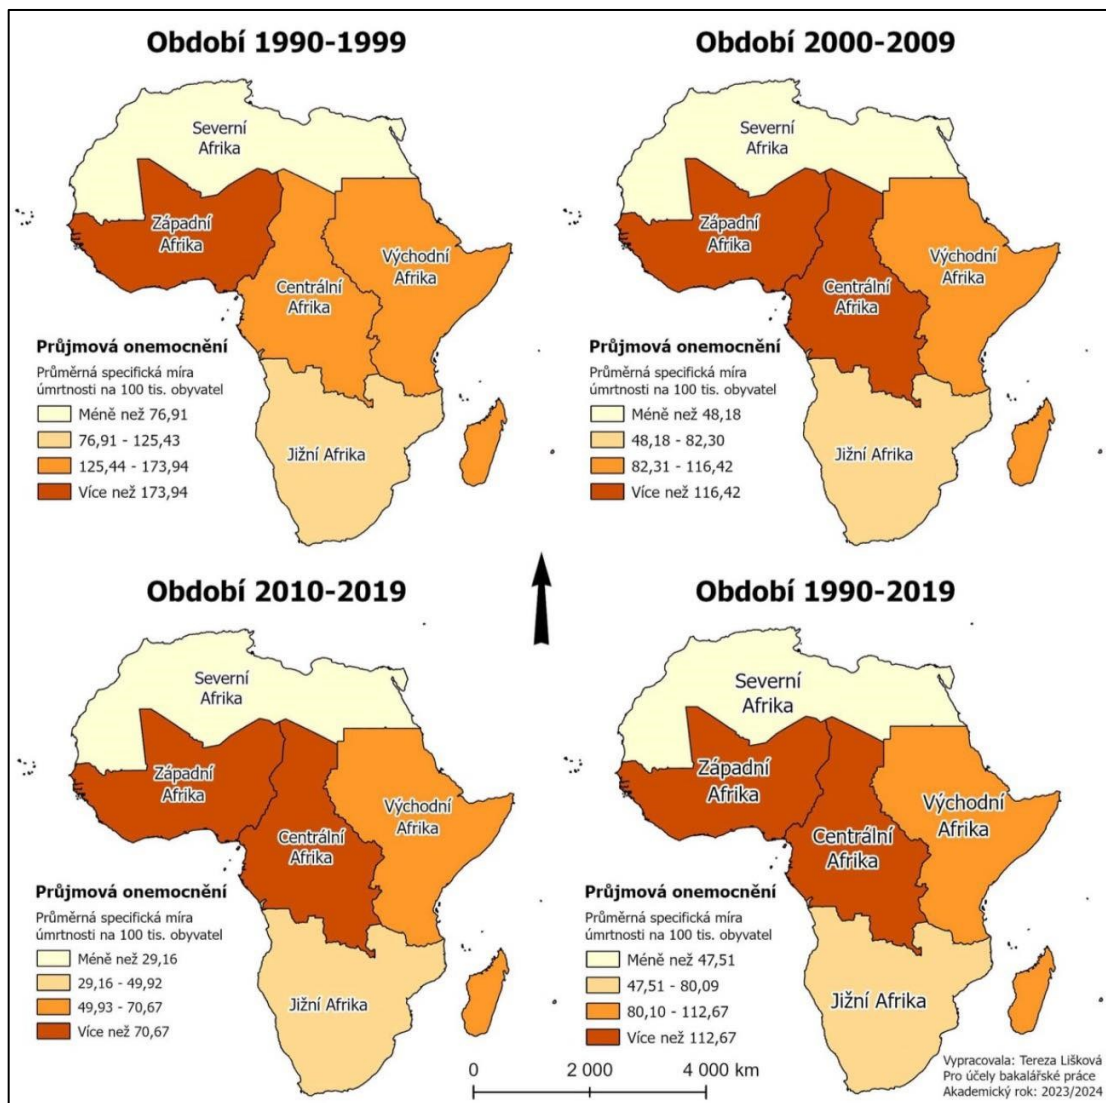 Období 1990-1999
Severní
Afrika
Západní
Afrika
Centrální
Afrika
Východní
Afrika
Jižní Afrika
Průjmová onemocnění
Průměrná specifická míra
úmrtnosti na 100 tis. obyvatel
Méně než 76,91
76,91 - 125,43
125,44 - 173,94
Více než 173,94
Období 2000-2009
Severní
Afrika
Západní
Afrika
Centrální
Afrika
Východní
Afrika
Jižní Afrika
Průjmová onemocnění
Průměrná specifická míra
úmrtnosti na 100 tis. obyvatel
Méně než 48,18
48,18 - 82,30
82,31 - 116,42
Více než 116,42
Období 2010-2019
Severní
Afrika
Západní
Afrika
Centrální
Afrika
Východní
Afrika
Jižní Afrika
Průjmová onemocnění
Průměrná specifická míra
úmrtnosti na 100 tis. obyvatel
Méně než 29,16
29,16 - 49,92
49,93 - 70,67
Více než 70,67
Období 1990-2019
Severní
Afrika
Západní
Afrika
Centrální
Afrika
Východní
Afrika
Jižní Afrika
Průjmová onemocnění
Průměrná specifická míra
úmrtnosti na 100 tis. obyvatel
Méně než 47,51
47,51 - 80,09
80,10 - 112,67
Více než 112,67
0 2 000 4 000 km
Vypracovala: Tereza Lišková
Pro účely bakalářské práce
Akademický rok: 2023/2024